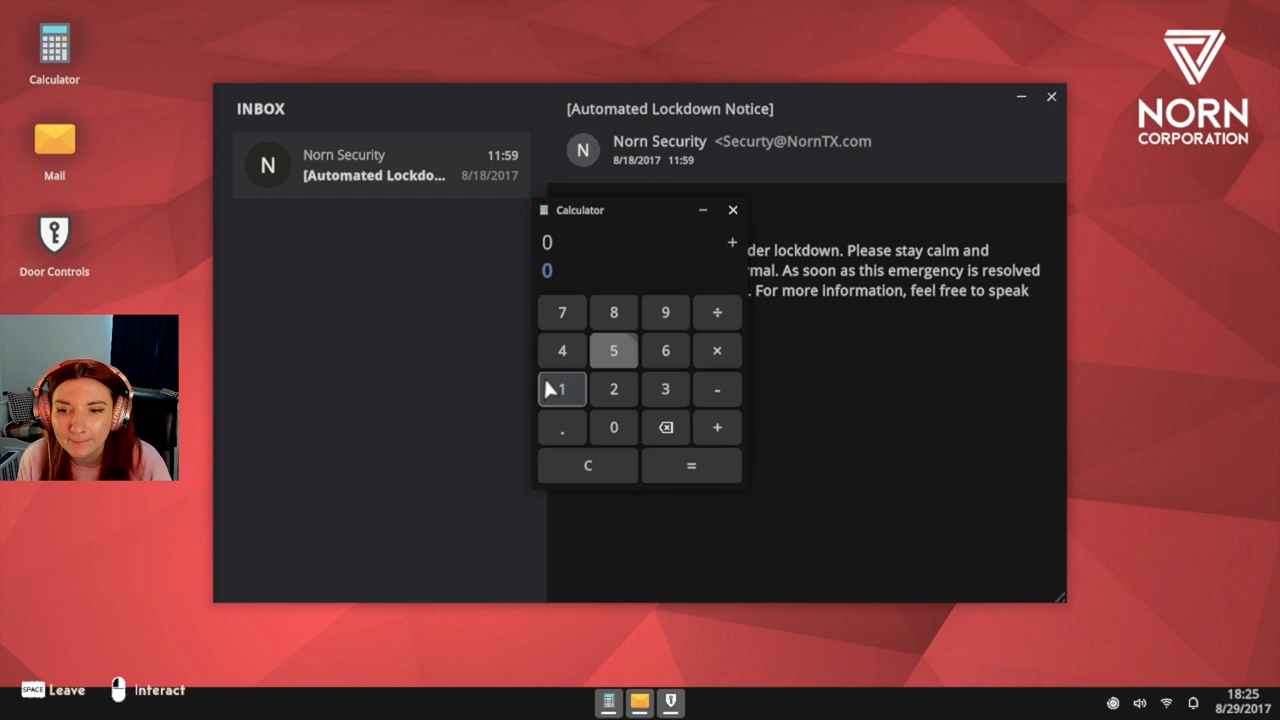 Calculator
Mail
Door Controls
NORN
CORPORATION
INBOX
N
Norn Security
11:59
[Automated Lockdo...
8/18/2017
[Automated Lockdown Notice]
N
Norn Security <Securty@NornTX.com
8/18/2017 11:59
der lockdown. Please stay calm and
mal. As soon as this emergency is resolved
. For more information, feel free to speak
Calculator
0 +
0
7 8 9 ÷
4 5 6 ×
1 2 3 -
. 0 +
C =
SPACE Leave
Interact
18:25
8/29/2017